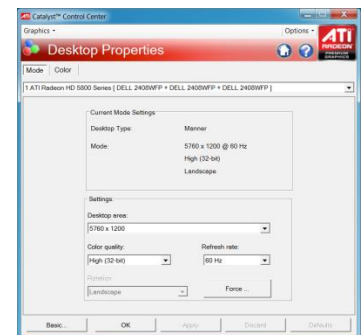 Catalyst™ Control Center
Graphics
Options
Desktop Properties
ATI
RADEON
PREMIUM
GRAPHICS
Mode Color
1 ATI Radeon HD 5800 Series [ DELL 2408WFP + DELL 2408WFP + DELL 2408WFP ]
Current Mode Settings
Desktop Type: Manner
Mode: 5760 x 1200 @ 60 Hz
High (32-bit)
Landscape
Settings
Desktop area:
5760 x 1200
Color quality: Refresh rate:
High (32-bit) 60 Hz
Rotation:
Landscape Force ...
Basic... OK Apply Discard Defaults